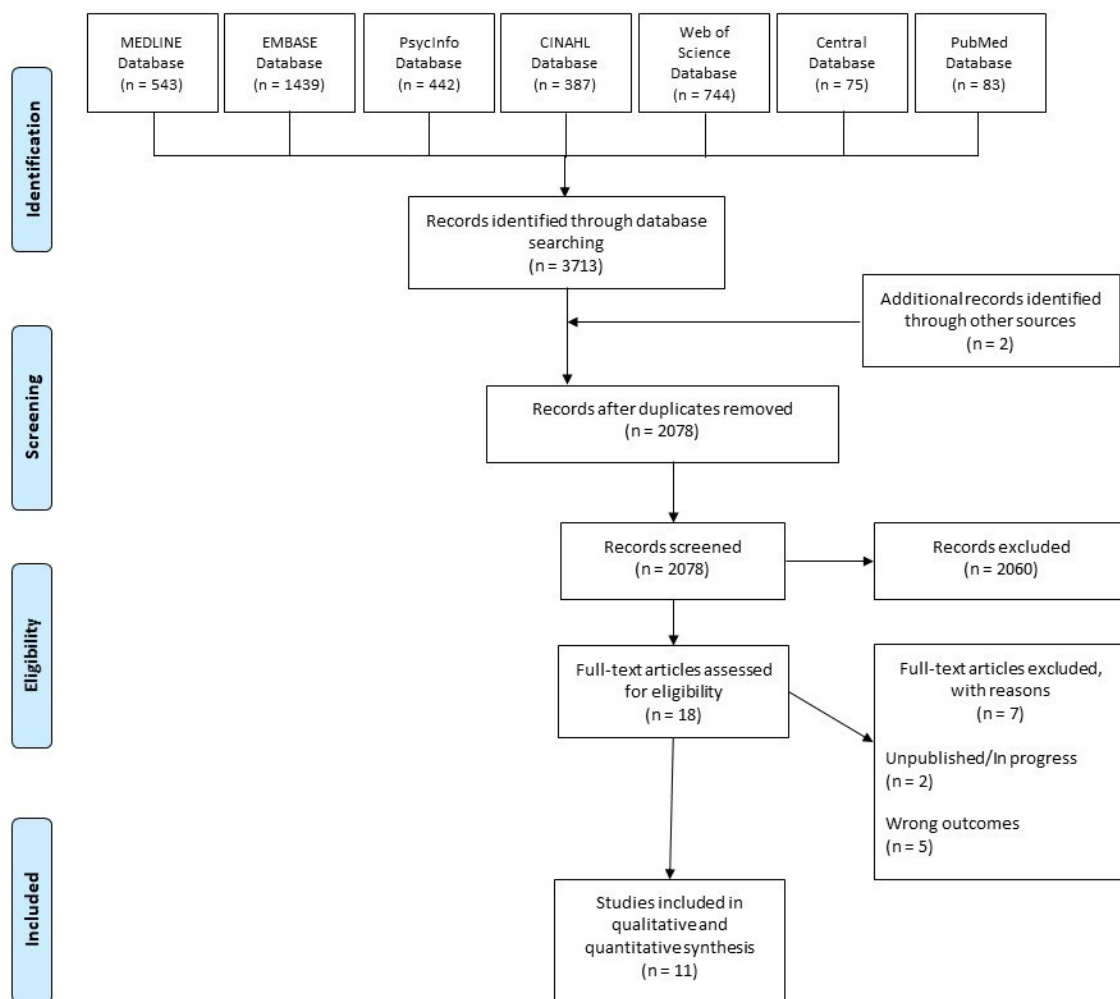 MEDLINE
Database
(n = 543)
EMBASE
Database
(n = 1439)
PsycInfo
Database
(n = 442)
CINAHL
Database
(n = 387)
Web of
Science
Database
(n = 744)
Central
Database
(n = 75)
PubMed
Database
(n = 83)
Identification
Records identified through database
searching
(n = 3713)
Additional records identified
through other sources
(n = 2)
Screening
Records after duplicates removed
(n = 2078)
Records screened
(n = 2078)
Records excluded
(n = 2060)
Eligibility
Full-text articles assessed
for eligibility
(n = 18)
Full-text articles excluded,
with reasons
(n = 7)
Unpublished/In progress
(n = 2)
Wrong outcomes
(n = 5)
Included
Studies included in
qualitative and
quantitative synthesis
(n = 11)